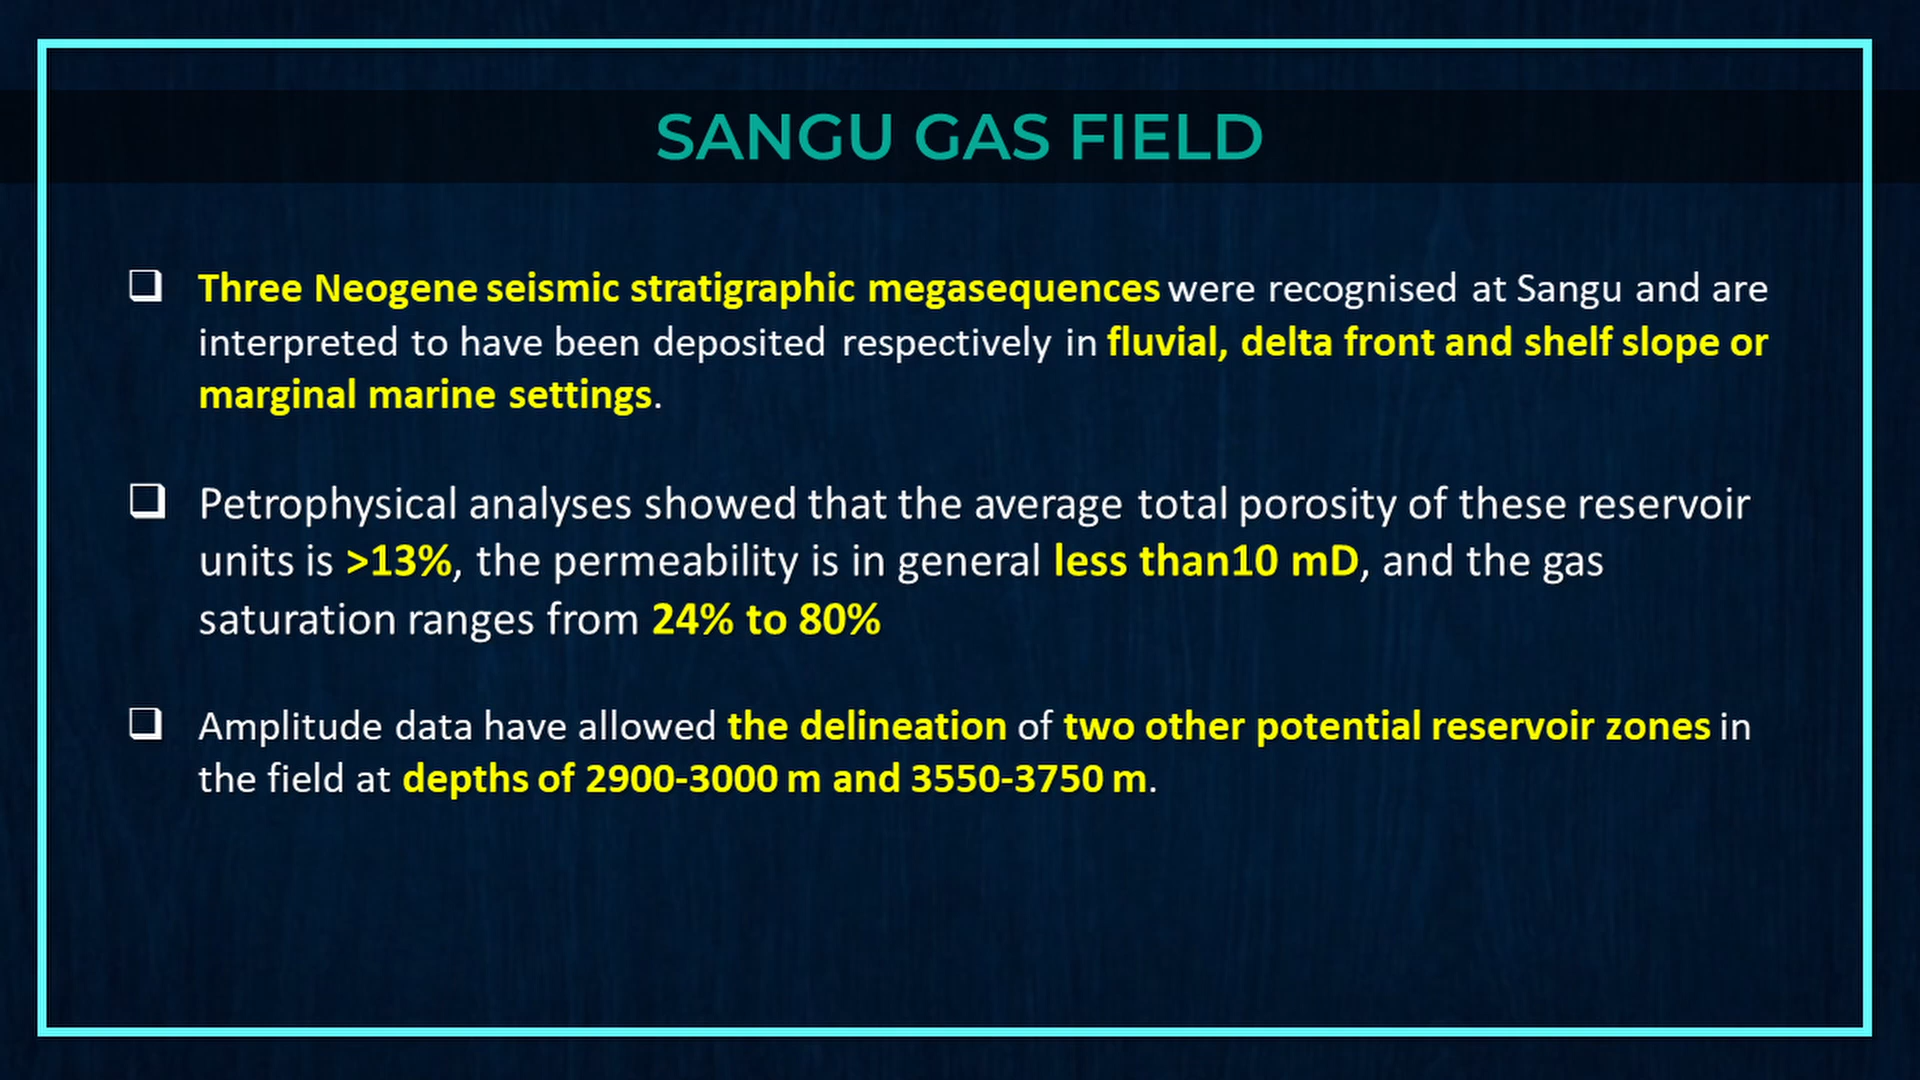 SANGU GAS FIELD
Three Neogene seismic stratigraphic megasequences were recognised at Sangu and are
interpreted to have been deposited respectively in fluvial, delta front and shelf slope or
marginal marine settings.
Petrophysical analyses showed that the average total porosity of these reservoir
units is >13%, the permeability is in general less than10 mD, and the gas
saturation ranges from 24% to 80%
Amplitude data have allowed the delineation of two other potential reservoir zones in
the field at depths of 2900-3000 m and 3550-3750 m.